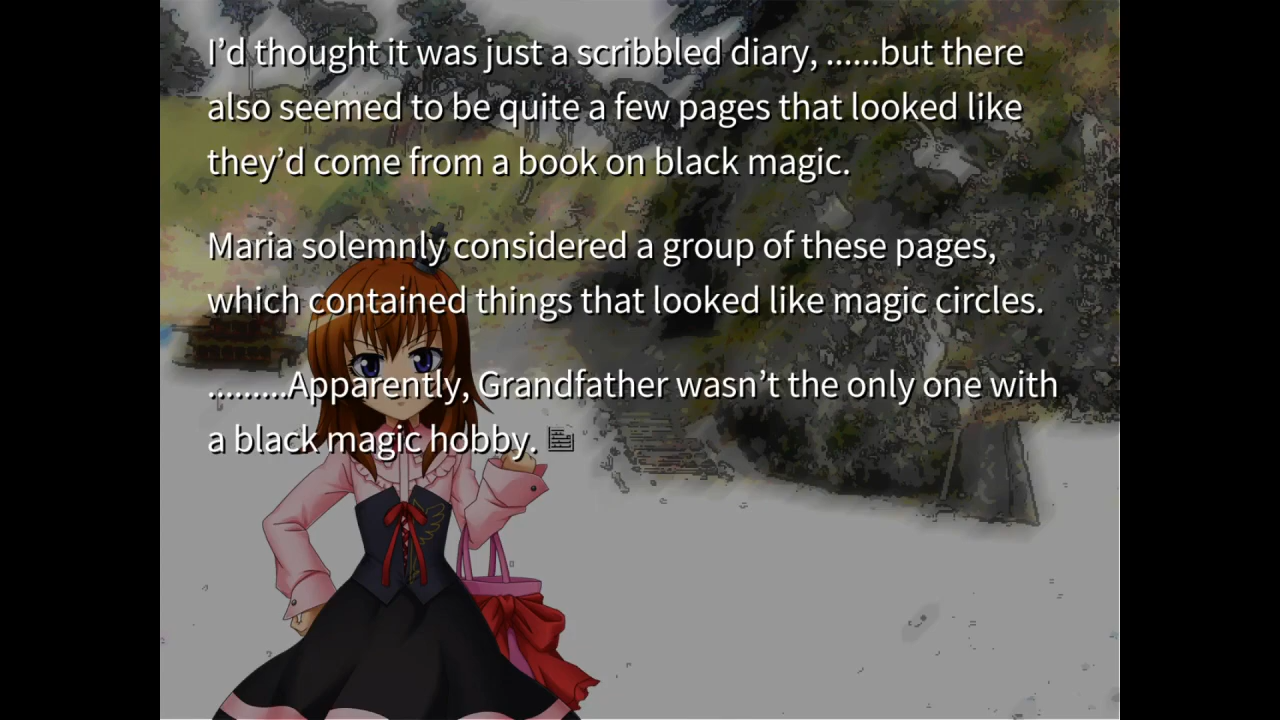 I’d thought it was just a scribbled diary, ......but there
also seemed to be quite a few pages that looked like
they’d come from a book on black magic.
Maria solemnly considered a group of these pages,
which contained things that looked like magic circles.
.........Apparently, Grandfather wasn’t the only one with
a black magic hobby.